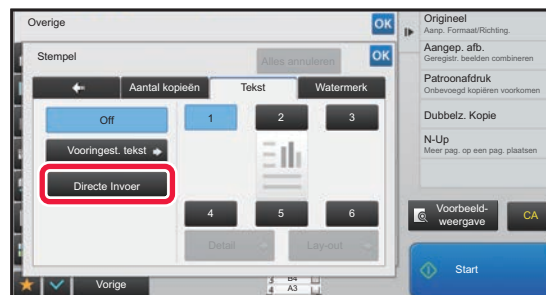 Overige
OK
Stempel
Alles annuleren
OK
Aantal kopieën
Tekst
Watermerk
Off
1
2
3
Vooringest. tekst
Directe Invoer
4
5
6
Detail
Lay-out
Vorige
B4
A3
Origineel
Aanp. Formaat/Richting.
Aangep. afb.
Geregistr. beelden combineren
Patroonafdruk
Onbevoegd kopiëren voorkomen
Dubbelz. Kopie
N-Up
Meer pag. op een pag. plaatsen
Voorbeeld-
weergave
CA
Start